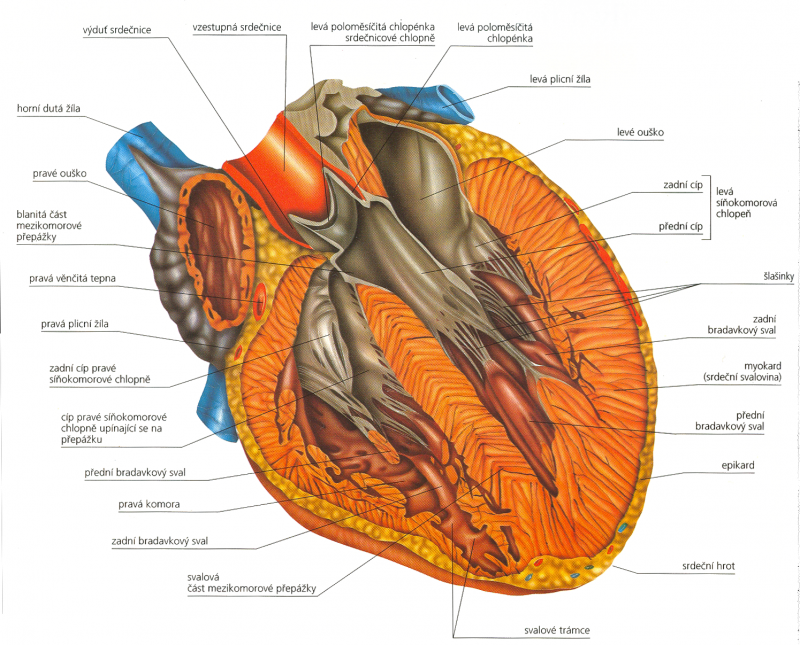 výduť srdečnice
vzestupná srdečnice
levá poloměsíčitá chlopénka
srdečnicové chlopně
levá poloměsíčitá
chlopénka
levá plicní žíla
horní dutá žíla
levé ouško
pravé ouško
zadní cíp
levá
síňokomorová
chlopeň
blanitá část
mezikomorové
přepážky
přední cíp
pravá věnčitá tepna
šlašinky
pravá plicní žíla
zadní
bradavkový sval
zadní cíp pravé
síňokomorové chlopně
myokard
(srdeční svalovina)
cíp pravé síňokomorové
chlopně upínající se na
přepážku
přední
bradavkový sval
přední bradavkový sval
epikard
pravá komora
zadní bradavkový sval
srdeční hrot
svalová
část mezikomorové přepážky
svalové trámce